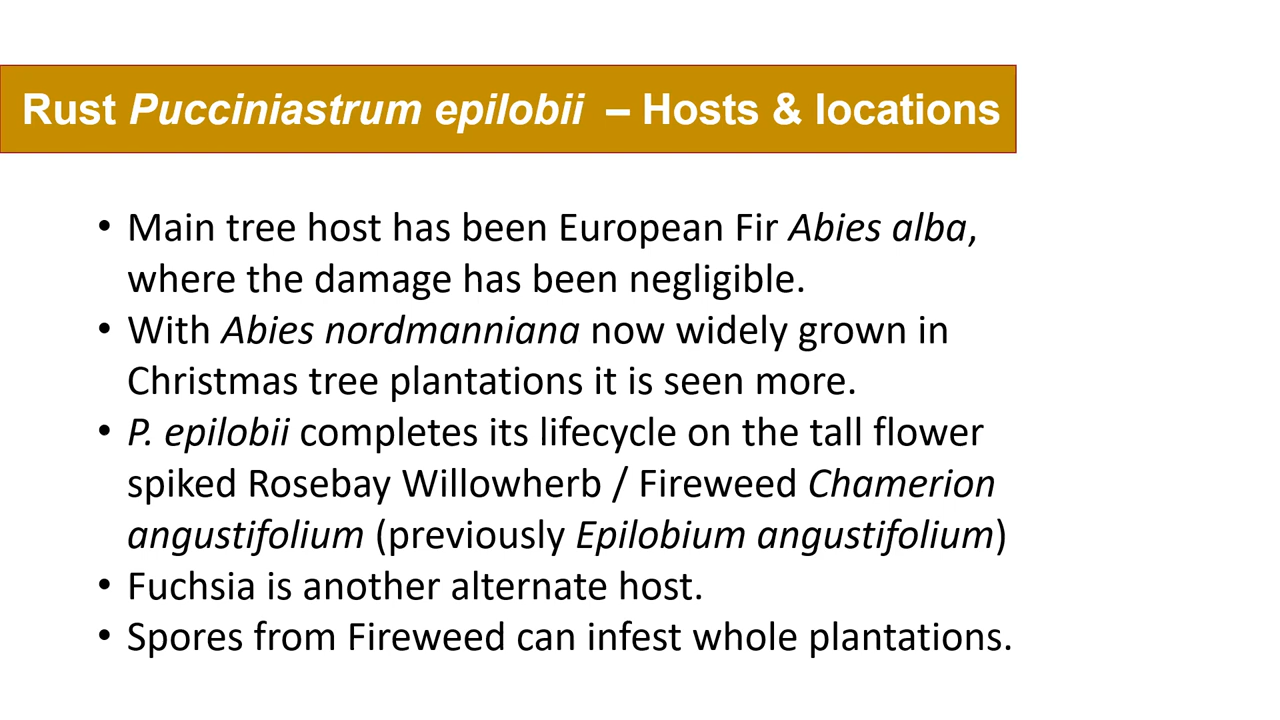 Rust Pucciniastrum epilobii – Hosts & locations
• Main tree host has been European Fir Abies alba,
where the damage has been negligible.
• With Abies nordmanniana now widely grown in
Christmas tree plantations it is seen more.
• P. epilobii completes its lifecycle on the tall flower
spiked Rosebay Willowherb / Fireweed Chamerion
angustifolium (previously Epilobium angustifolium)
• Fuchsia is another alternate host.
• Spores from Fireweed can infest whole plantations.